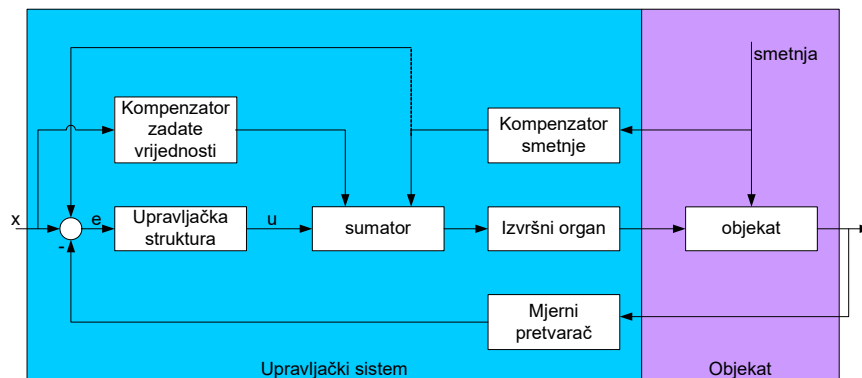 smetnja
Kompenzator
zadate
vrijednosti
Kompenzator
smetnje
x
e
Upravljačka
struktura
u
sumator
Izvršni organ
objekat
-
Mjerni
pretvarač
Upravljački sistem
Objekat